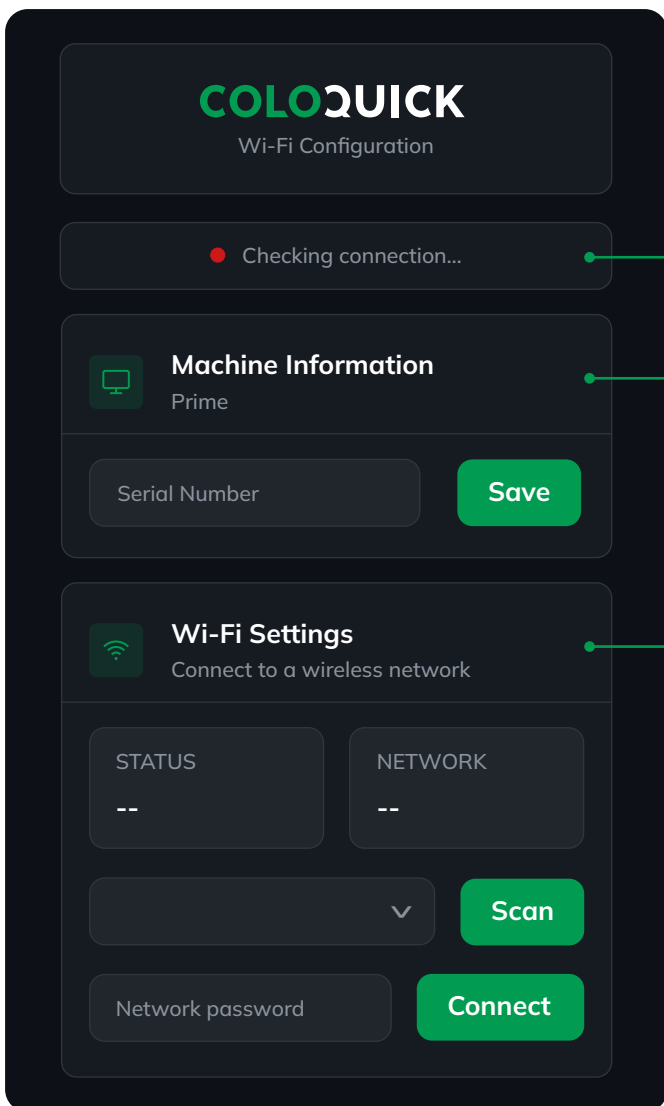 COLOQUICK
Wi-Fi Configuration
Checking connection...
Machine Information
Prime
Serial Number
Save
Wi-Fi Settings
Connect to a wireless network
STATUS
NETWORK
--
--
Scan
Network password
Connect